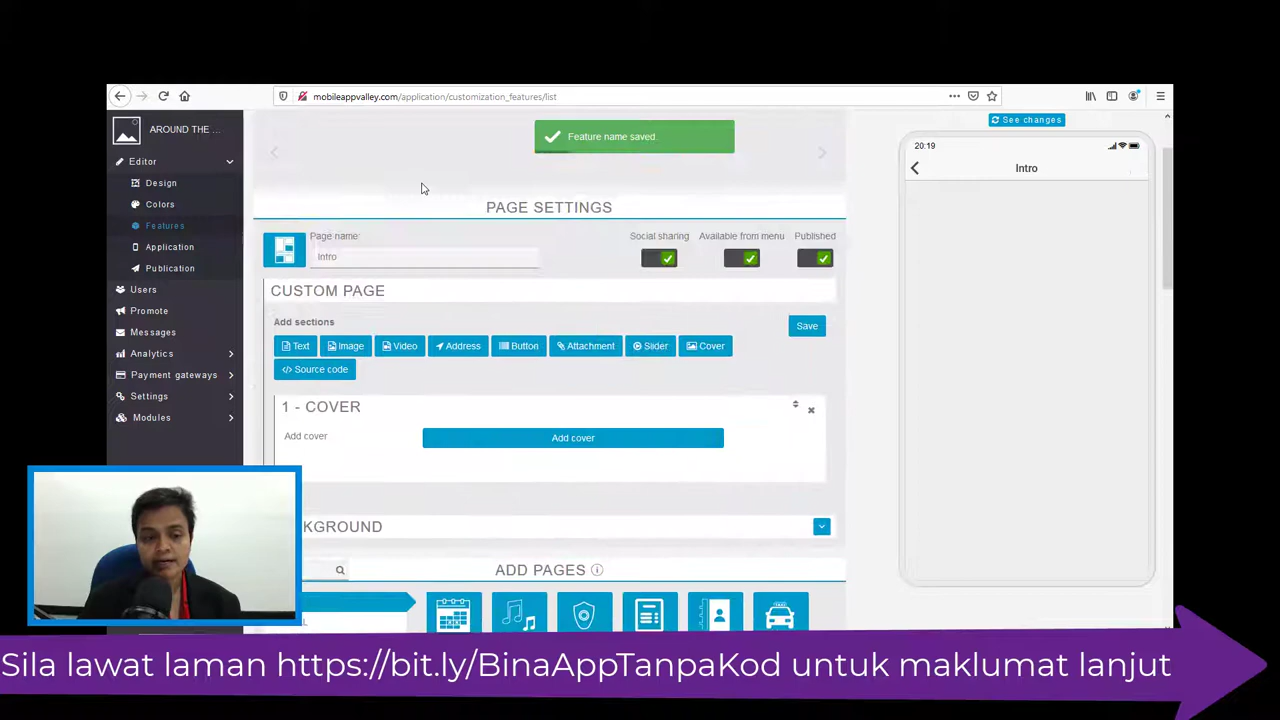 mobileappvalley.com/application/customization_features/list
See changes
AROUND THE ...
Editor
Design
Colors
Features
Application
Publication
Users
Promote
Messages
Analytics
Payment gateways
Settings
Modules
Feature name saved.
PAGE SETTINGS
Page name:
Intro
Social sharing
Available from menu
Published
CUSTOM PAGE
Add sections
Save
Text
Image
Video
Address
Button
Attachment
Slider
Cover
</> Source code
1 - COVER
Add cover
Add cover
KGROUND
ADD PAGES
20:19
Intro
Sila lawat laman https://bit.ly/BinaAppTanpaKod untuk maklumat lanjut